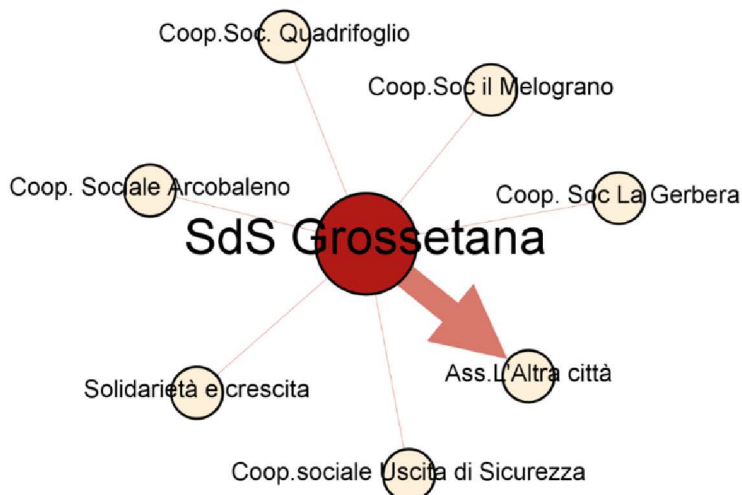 Coop.Soc. Quadrifoglio
Coop.Soc il Melograno
Coop. Sociale Arcobaleno
Coop. Soc La Gerbera
SdS Grossetana
Ass.L'Altra città
Solidarietà e crescita
Coop.sociale Uscita di Sicurezza